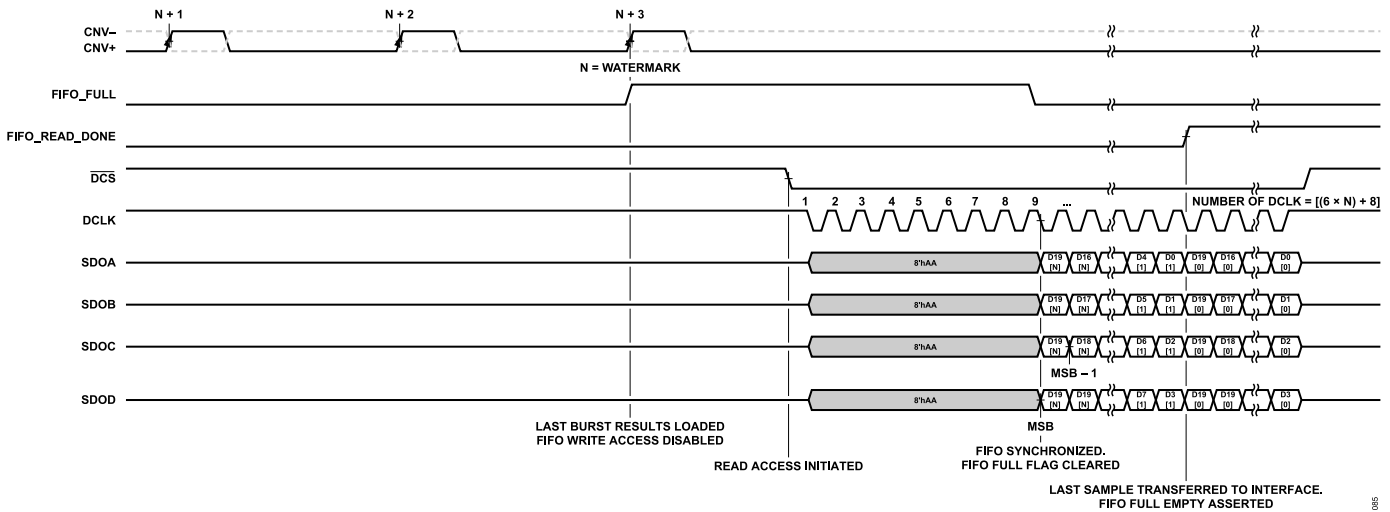 N + 1 N + 2 N + 3
CNV–
CNV+
N = WATERMARK
FIFO_FULL
FIFO_READ_DONE
DCS
1 2 3 4 5 6 7 8 9 ... NUMBER OF DCLK = [(6 × N) + 8]
DCLK
SDOA 8'hAA D19 D16 D4 D0 D19 D16 D0
[N] [N] [1] [1] [0] [0] [0]
SDOB 8'hAA D19 D17 D5 D1 D19 D17 D1
[N] [N] [1] [1] [0] [0] [0]
SDOC 8'hAA D19 D18 D6 D2 D19 D18 D2
[N] [N] [1] [1] [0] [0] [0]
MSB – 1
SDOD 8'hAA D19 D19 D7 D3 D19 D19 D3
[N] [N] [1] [1] [0] [0] [0]
LAST BURST RESULTS LOADED
FIFO WRITE ACCESS DISABLED
MSB
READ ACCESS INITIATED
FIFO SYNCHRONIZED.
FIFO FULL FLAG CLEARED
LAST SAMPLE TRANSFERRED TO INTERFACE.
FIFO FULL EMPTY ASSERTED
085